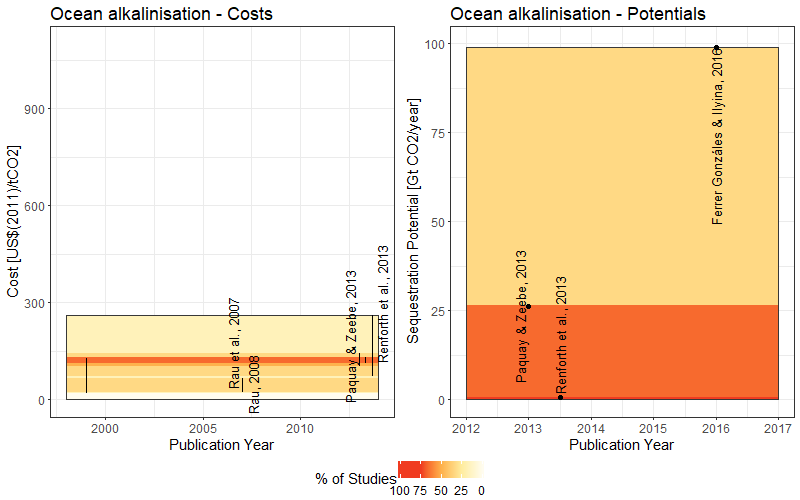 Ocean alkalinisation - Costs
Cost [US$(2011)/tCO2]
900
600
300
0
Rau et al., 2007
Rau, 2008
Paquay & Zeebe, 2013
Renforth et al., 2013
2000 2005 2010
Publication Year
Ocean alkalinisation - Potentials
Sequestration Potential [Gt CO2/year]
100
75
50
25
0
Paquay & Zeebe, 2013
Renforth et al., 2013
Ferrer Gonzáles & Ilyina, 2016
2012 2013 2014 2015 2016 2017
Publication Year
% of Studies
100 75 50 25 0